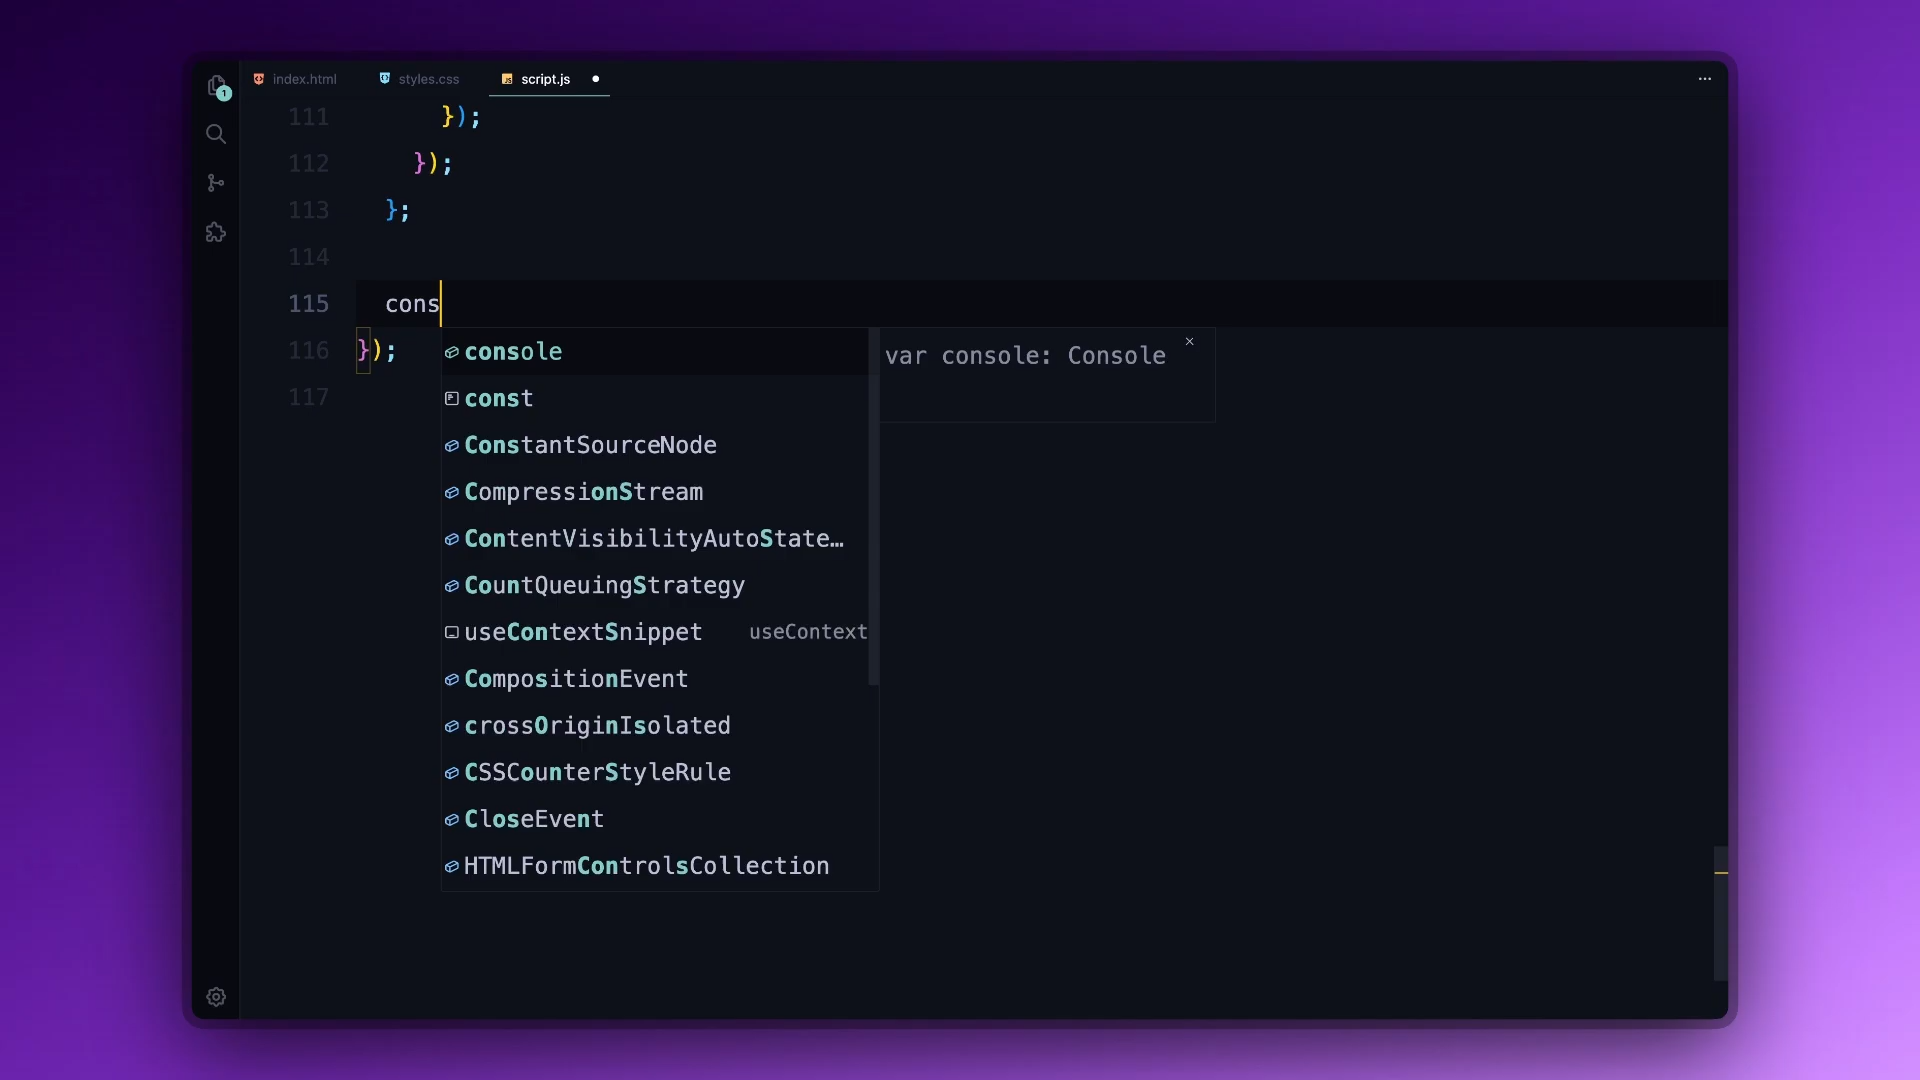 index.html styles.css script.js
111 });
112 });
113 };
114
115 cons
116 });
117
console
const
ConstantSourceNode
CompressionStream
ContentVisibilityAutoState…
CountQueuingStrategy
useContextSnippet useContext
CompositionEvent
crossOriginIsolated
CSSCounterStyleRule
CloseEvent
HTMLFormControlsCollection
var console: Console
1